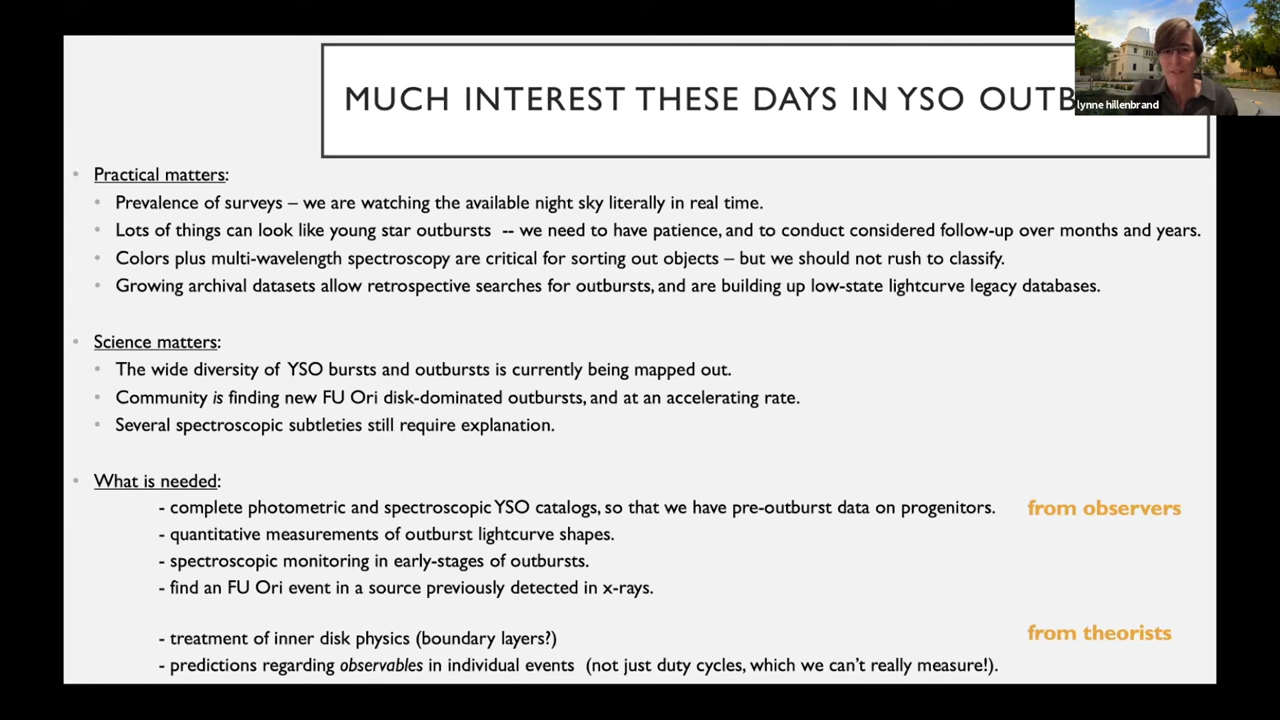 MUCH INTEREST THESE DAYS IN YSO OUTB
lynne hillenbrand
• Practical matters:
• Prevalence of surveys – we are watching the available night sky literally in real time.
• Lots of things can look like young star outbursts -- we need to have patience, and to conduct considered follow-up over months and years.
• Colors plus multi-wavelength spectroscopy are critical for sorting out objects – but we should not rush to classify.
• Growing archival datasets allow retrospective searches for outbursts, and are building up low-state lightcurve legacy databases.
• Science matters:
• The wide diversity of YSO bursts and outbursts is currently being mapped out.
• Community is finding new FU Ori disk-dominated outbursts, and at an accelerating rate.
• Several spectroscopic subtleties still require explanation.
• What is needed:
- complete photometric and spectroscopic YSO catalogs, so that we have pre-outburst data on progenitors. from observers
- quantitative measurements of outburst lightcurve shapes.
- spectroscopic monitoring in early-stages of outbursts.
- find an FU Ori event in a source previously detected in x-rays.
- treatment of inner disk physics (boundary layers?) from theorists
- predictions regarding observables in individual events (not just duty cycles, which we can't really measure!).